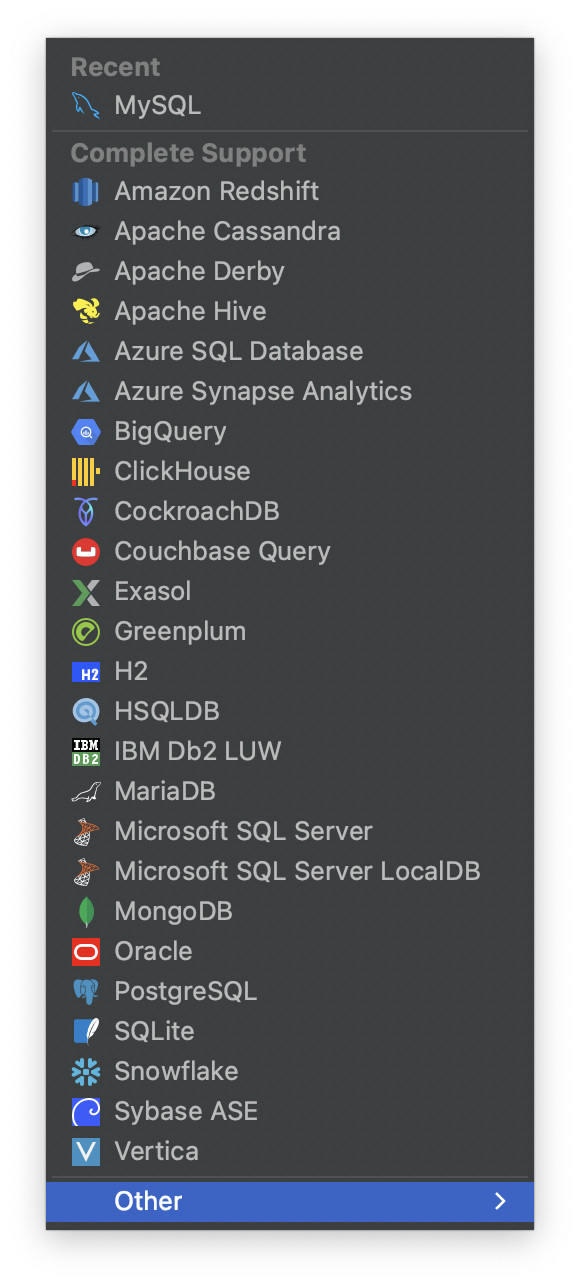 Recent
MySQL
Complete Support
Amazon Redshift
Apache Cassandra
Apache Derby
Apache Hive
Azure SQL Database
Azure Synapse Analytics
BigQuery
ClickHouse
CockroachDB
Couchbase Query
Exasol
Greenplum
H2 H2
HSQLDB
IBM
DB2 IBM Db2 LUW
MariaDB
Microsoft SQL Server
Microsoft SQL Server LocalDB
MongoDB
Oracle
PostgreSQL
SQLite
Snowflake
Sybase ASE
V Vertica
Other